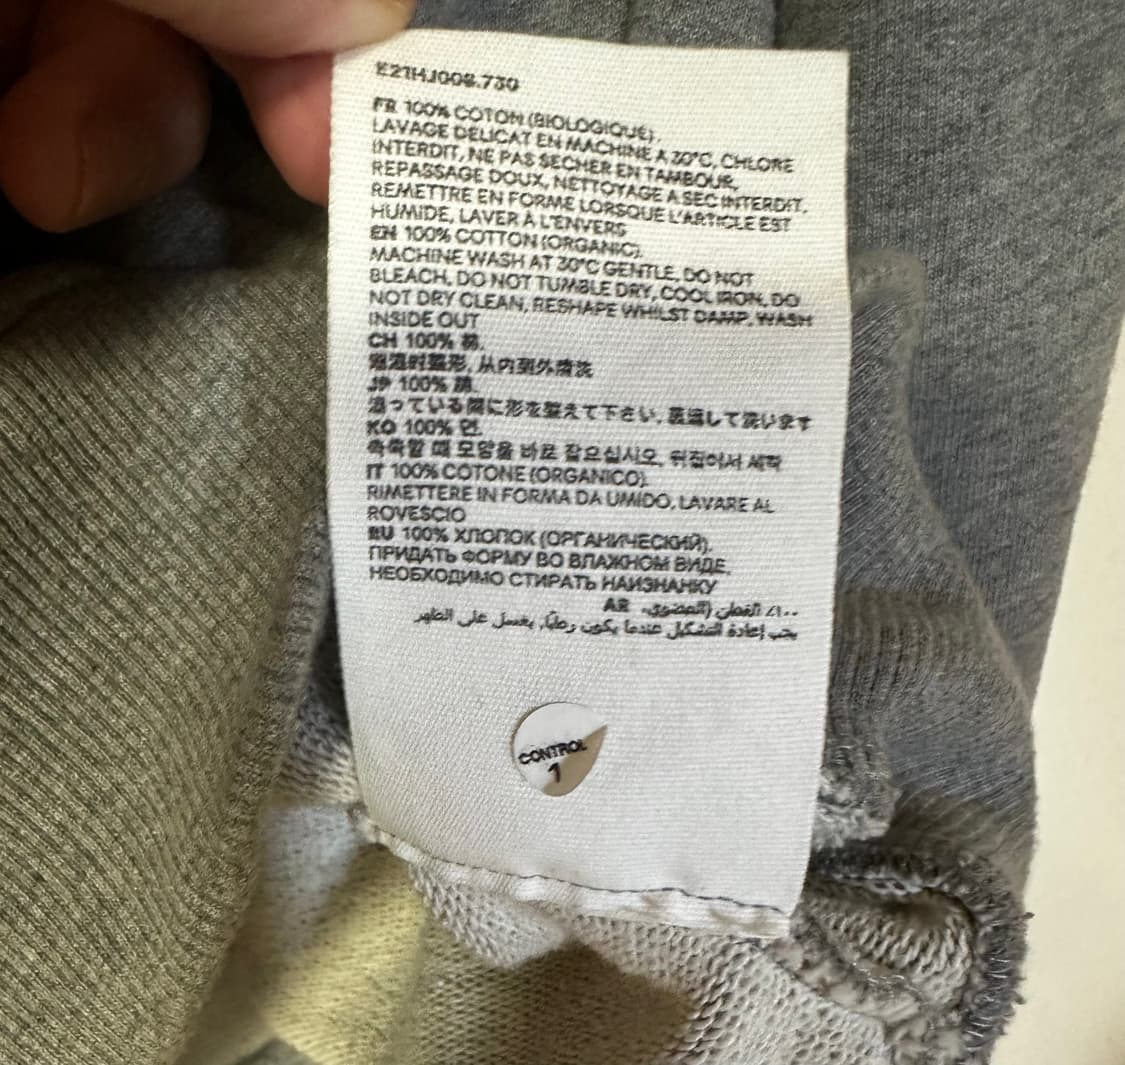 E21HJ008.730
FR 100% COTON (BIOLOGIQUE).
LAVAGE DÉLICAT EN MACHINE À 30°C, CHLORE
INTERDIT, NE PAS SÉCHER EN TAMBOUR,
REPASSAGE DOUX, NETTOYAGE À SEC INTERDIT.
REMETTRE EN FORME LORSQUE L'ARTICLE EST
HUMIDE, LAVER À L'ENVERS
EN 100% COTTON (ORGANIC).
MACHINE WASH AT 30°C GENTLE, DO NOT
BLEACH, DO NOT TUMBLE DRY, COOL IRON, DO
NOT DRY CLEAN, RESHAPE WHILST DAMP, WASH
INSIDE OUT
CH 100% 棉.
潮湿时整形, 从内到外清洗
JP 100% 綿.
湿っている間に形を整えて下さい, 裏返して洗います
KO 100% 면.
축축할 때 모양을 바로 잡으십시오, 뒤집어서 세탁
IT 100% COTONE (ORGANICO).
RIMETTERE IN FORMA DA UMIDO, LAVARE AL
ROVESCIO
RU 100% ХЛОПОК (ОРГАНИЧЕСКИЙ).
ПРИДАТЬ ФОРМУ ВО ВЛАЖНОМ ВИДЕ,
НЕОБХОДИМО СТИРАТЬ НАИЗНАНКУ
١٠٠٪ القطن (العضوي). AR
يجب إعادة التشكيل عندما يكون رطبًا, يغسل على الظهر
CONTROL
1